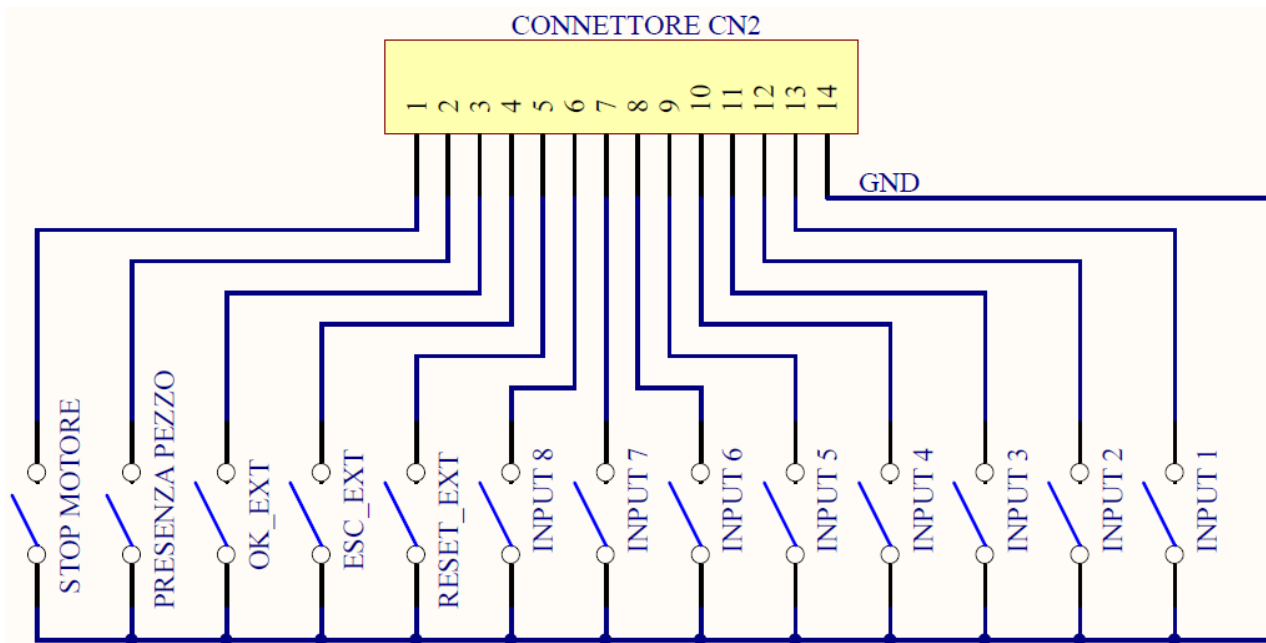 CONNETTORE CN2
1 2 3 4 5 6 7 8 9 10 11 12 13 14
GND
STOP MOTORE
PRESENZA PEZZO
OK_EXT
ESC_EXT
RESET_EXT
INPUT 8
INPUT 7
INPUT 6
INPUT 5
INPUT 4
INPUT 3
INPUT 2
INPUT 1